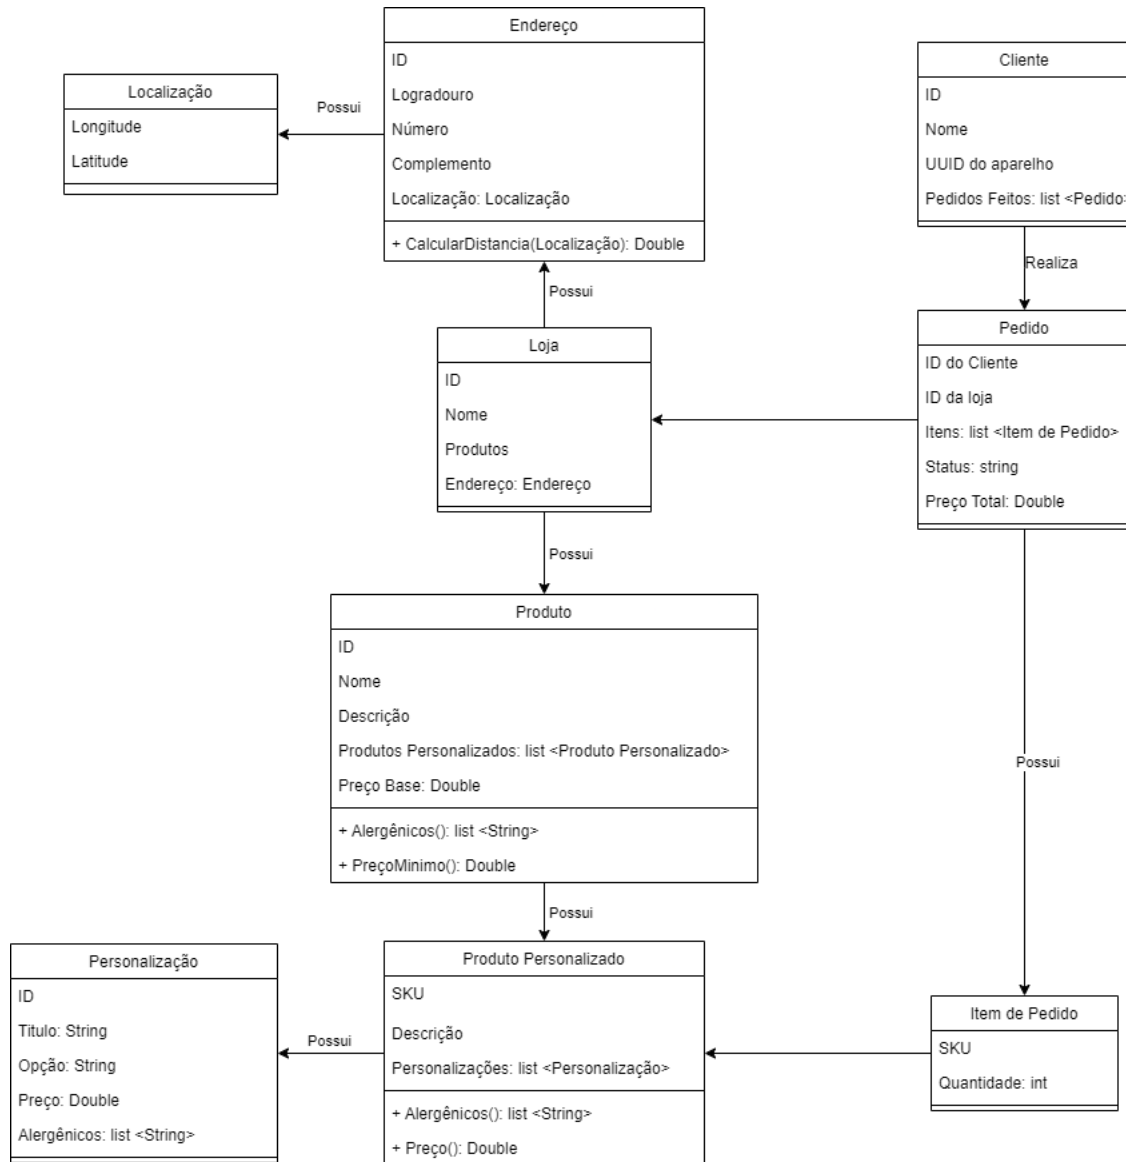 Endereço
ID
Logradouro
Número
Complemento
Localização: Localização
+ CalcularDistancia(Localização): Double
Cliente
ID
Nome
UUID do aparelho
Pedidos Feitos: list <Pedido>
Localização
Longitude
Latitude
Possui
Possui
Realiza
Loja
ID
Nome
Produtos
Endereço: Endereço
Pedido
ID do Cliente
ID da loja
Itens: list <Item de Pedido>
Status: string
Preço Total: Double
Possui
Produto
ID
Nome
Descrição
Produtos Personalizados: list <Produto Personalizado>
Preço Base: Double
+ Alergênicos(): list <String>
+ PreçoMinimo(): Double
Possui
Possui
Personalização
ID
Titulo: String
Opção: String
Preço: Double
Alergênicos: list <String>
Possui
Produto Personalizado
SKU
Descrição
Personalizações: list <Personalização>
+ Alergênicos(): list <String>
+ Preço(): Double
Item de Pedido
SKU
Quantidade: int